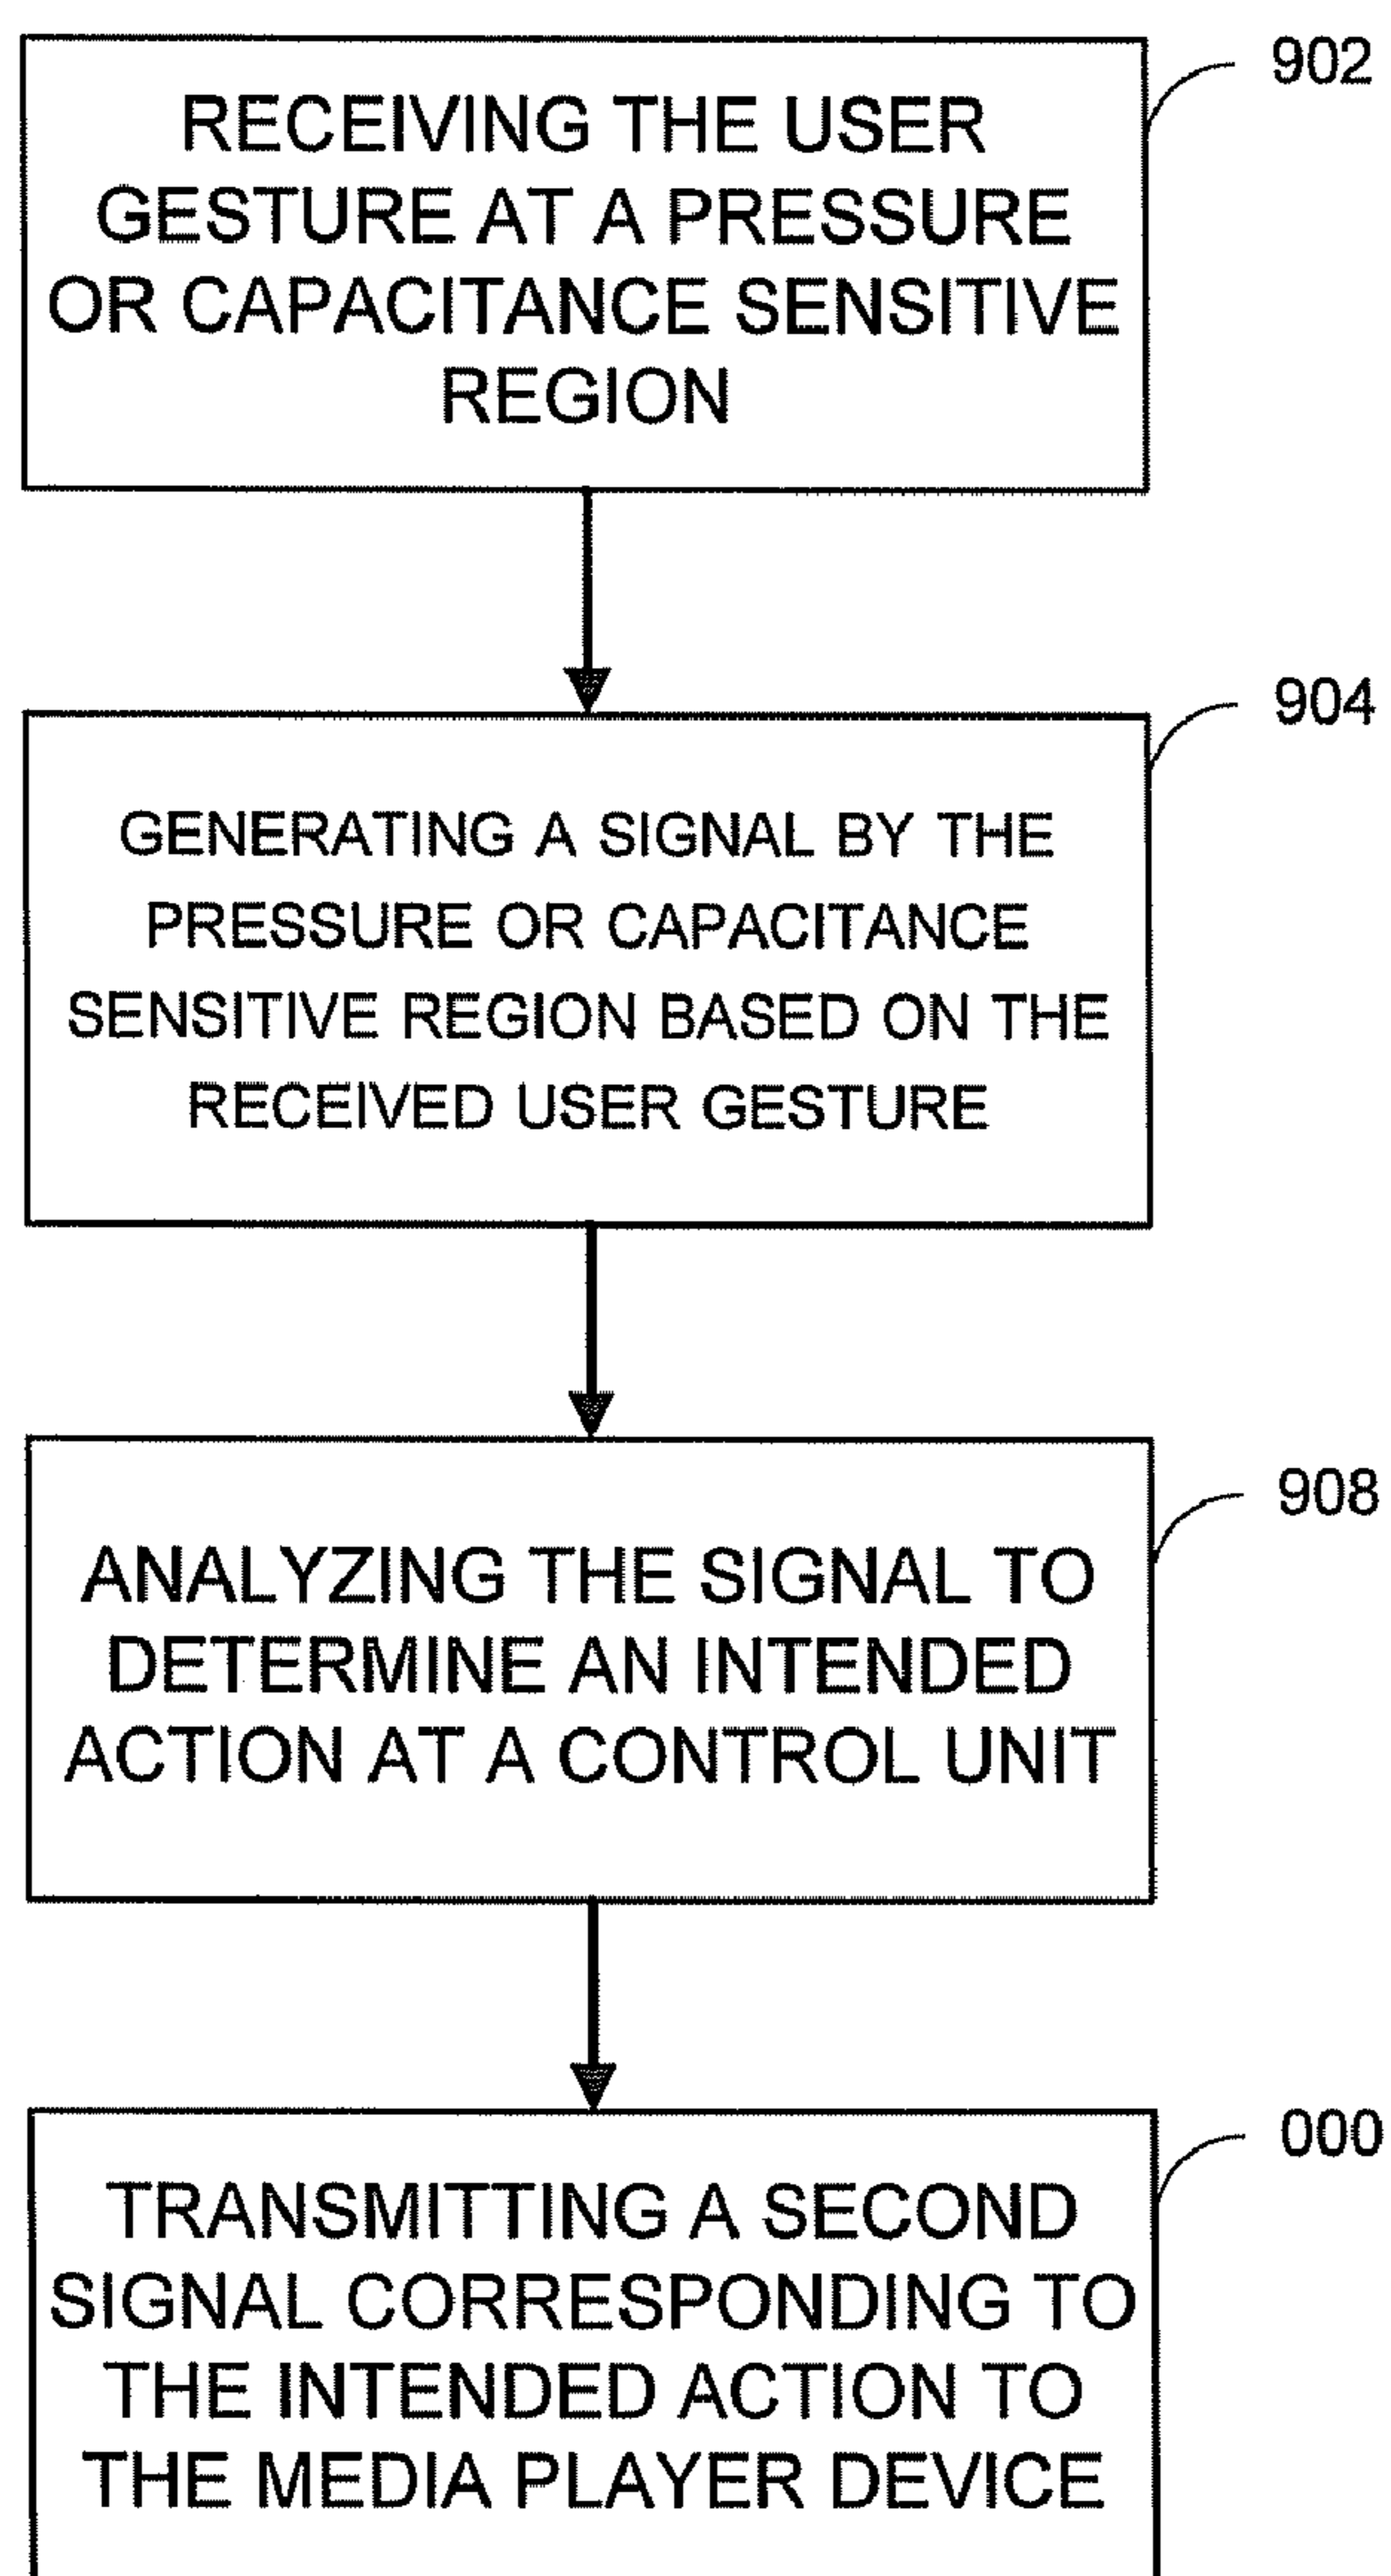 902
RECEIVING THE USER
GESTURE AT A PRESSURE
OR CAPACITANCE SENSITIVE
REGION
904
GENERATING A SIGNAL BY THE
PRESSURE OR CAPACITANCE
SENSITIVE REGION BASED ON THE
RECEIVED USER GESTURE
908
ANALYZING THE SIGNAL TO
DETERMINE AN INTENDED
ACTION AT A CONTROL UNIT
000
TRANSMITTING A SECOND
SIGNAL CORRESPONDING TO
THE INTENDED ACTION TO
THE MEDIA PLAYER DEVICE